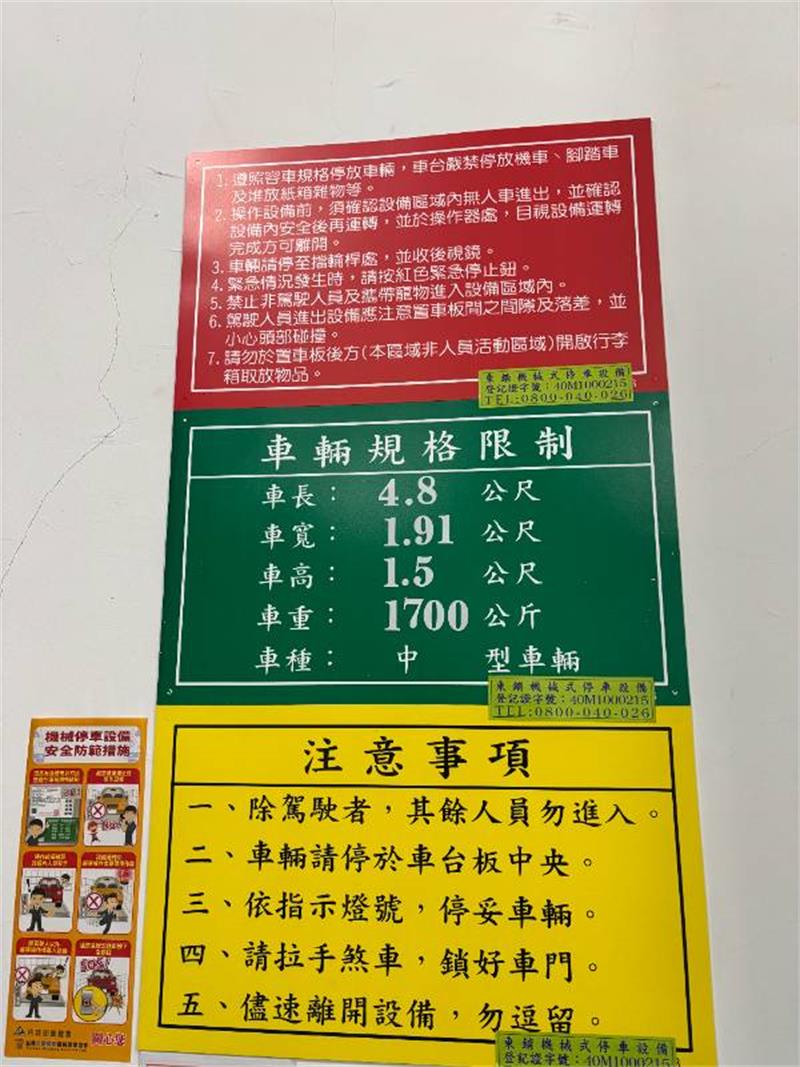 1. 遵照容車規格停放車輛，車台嚴禁停放機車、腳踏車
及堆放紙箱雜物等。
2. 操作設備前，須確認設備區域內無人車進出，並確認
設備內安全後再運轉，並於操作器處，目視設備運轉
完成方可離開。
3. 車輛請停至擋輪桿處，並收後視鏡。
4. 緊急情況發生時，請按紅色緊急停止鈕。
5. 禁止非駕駛人員及攜帶寵物進入設備區域內。
6. 駕駛人員進出設備應注意置車板間之間隙及落差，並
小心頭部碰撞。
7. 請勿於置車板後方(本區域非人員活動區域)開啟行李
箱取放物品。
東鎖機械式停車設備
登記證字號：40M1000215
TEL:0800-040-026
車輛規格限制
車長： 4.8 公尺
車寬： 1.91 公尺
車高： 1.5 公尺
車重： 1700 公斤
車種： 中 型車輛
東鎖機械式停車設備
登記證字號：40M1000215
TEL:0800-040-026
注意事項
一、除駕駛者，其餘人員勿進入。
二、車輛請停於車台板中央。
三、依指示燈號，停妥車輛。
四、請拉手煞車，鎖好車門。
五、儘速離開設備，勿逗留。
東鎖機械式停車設備
登記證字號：40M1000215
機械停車設備
安全防範措施
關心您